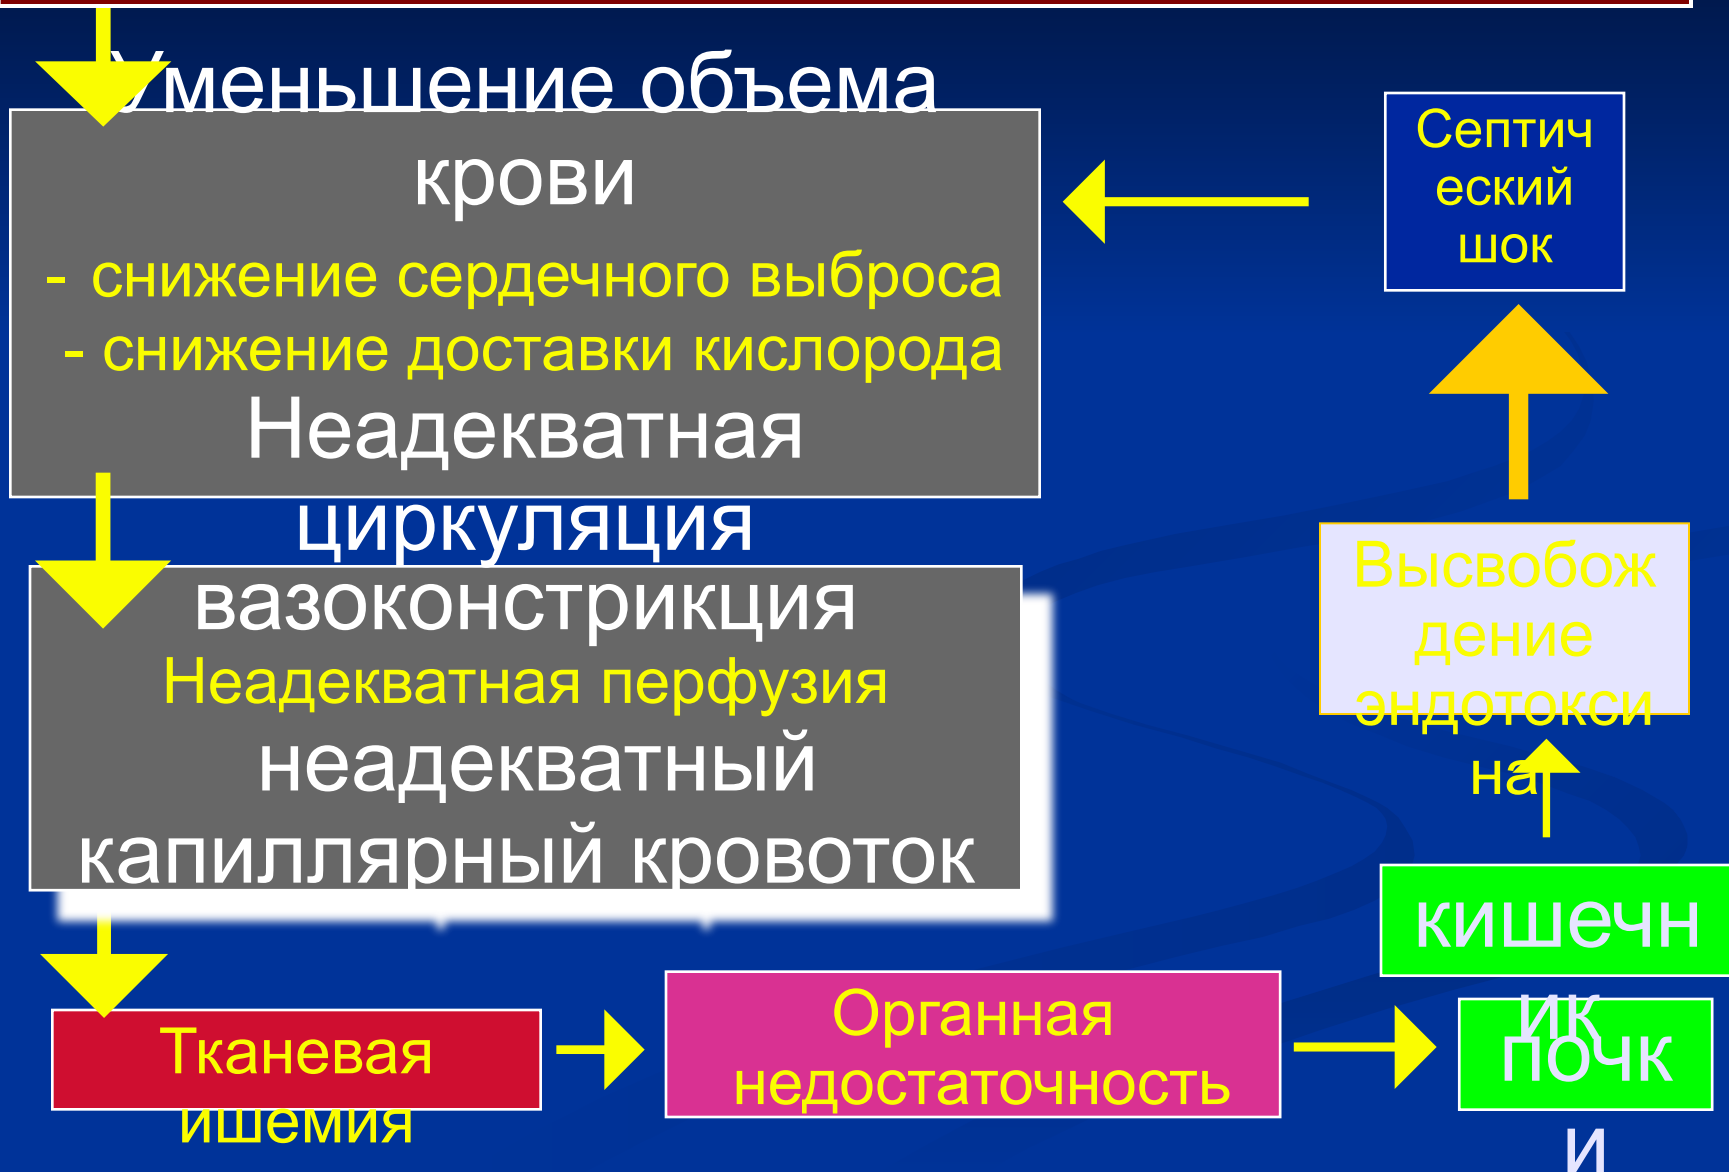 Уменьшение объема
крови
- снижение сердечного выброса
- снижение доставки кислорода
Неадекватная
циркуляция
вазоконстрикция
Неадекватная перфузия
неадекватный
капиллярный кровоток
Тканевая
ишемия
Органная
недостаточность
Септич
еский
шок
Высвобож
дение
эндотокси
на
кишечн
ик
почк
и